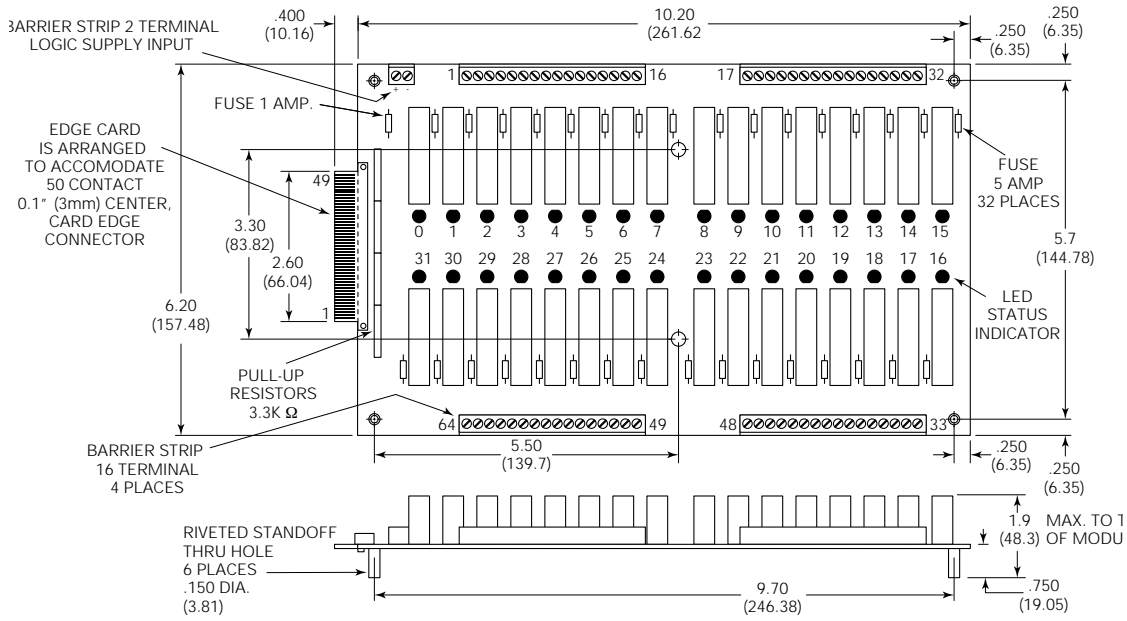 .400
(10.16)
10.20
(261.62
.250
(6.35)
.250
(6.35)
BARRIER STRIP 2 TERMINAL
LOGIC SUPPLY INPUT
1
16
17
32
+ -
FUSE 1 AMP.
EDGE CARD
IS ARRANGED
TO ACCOMODATE
50 CONTACT
0.1" (3mm) CENTER,
CARD EDGE
CONNECTOR
49
3.30
(83.82)
2.60
(66.04)
6.20
(157.48)
1
FUSE
5 AMP
32 PLACES
0 1 2 3 4 5 6 7 8 9 10 11 12 13 14 15
31 30 29 28 27 26 25 24 23 22 21 20 19 18 17 16
5.7
(144.78)
LED
STATUS
INDICATOR
PULL-UP
RESISTORS
3.3K Ω
64
49
48
33
BARRIER STRIP
16 TERMINAL
4 PLACES
5.50
(139.7)
.250
(6.35)
.250
(6.35)
RIVETED STANDOFF
THRU HOLE
6 PLACES
.150 DIA.
(3.81)
1.9
(48.3)
MAX. TO T
OF MODU
9.70
(246.38)
.750
(19.05)